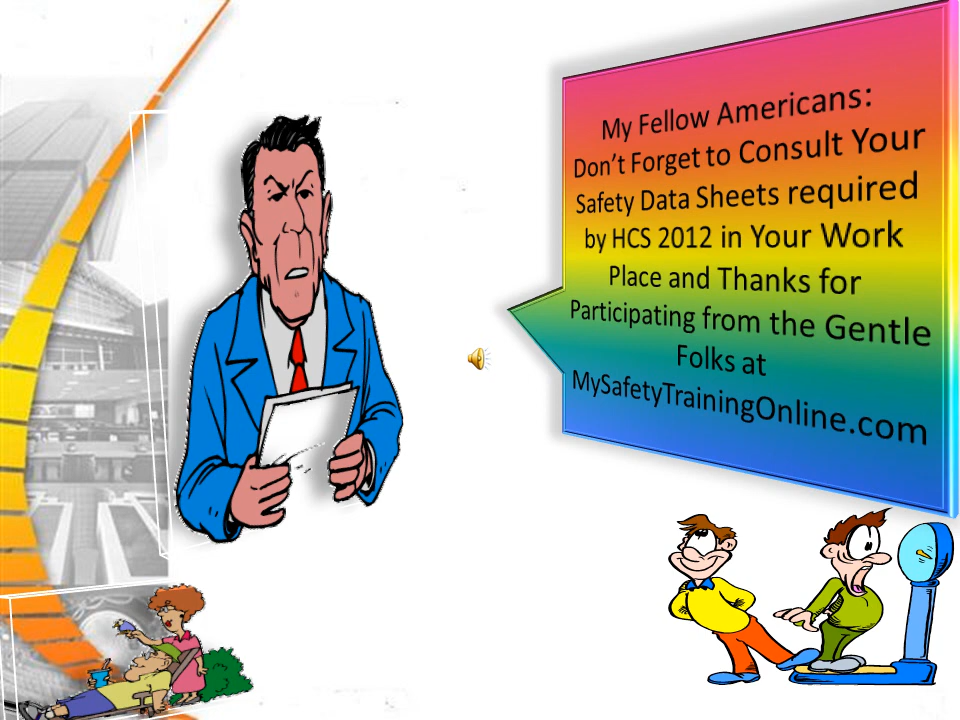 My Fellow Americans:
Don't Forget to Consult Your
Safety Data Sheets required
by HCS 2012 in Your Work
Place and Thanks for
Participating from the Gentle
Folks at
MySafetyTrainingOnline.com